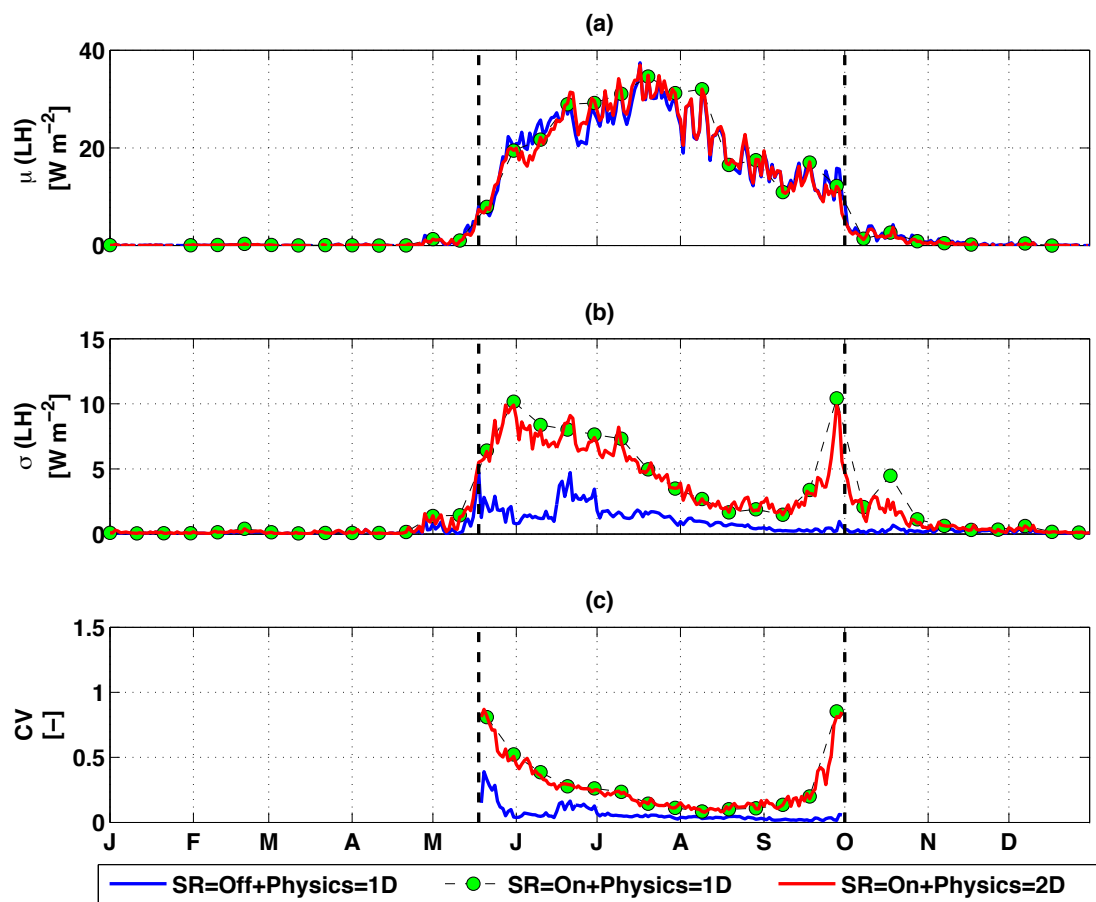 (a)
40
20
0
μ (LH)
[W m⁻²]
(b)
15
10
5
0
σ (LH)
[W m⁻²]
(c)
1.5
1
0.5
0
CV
[−]
J F M A M J J A S O N D
SR=Off+Physics=1D SR=On+Physics=1D SR=On+Physics=2D